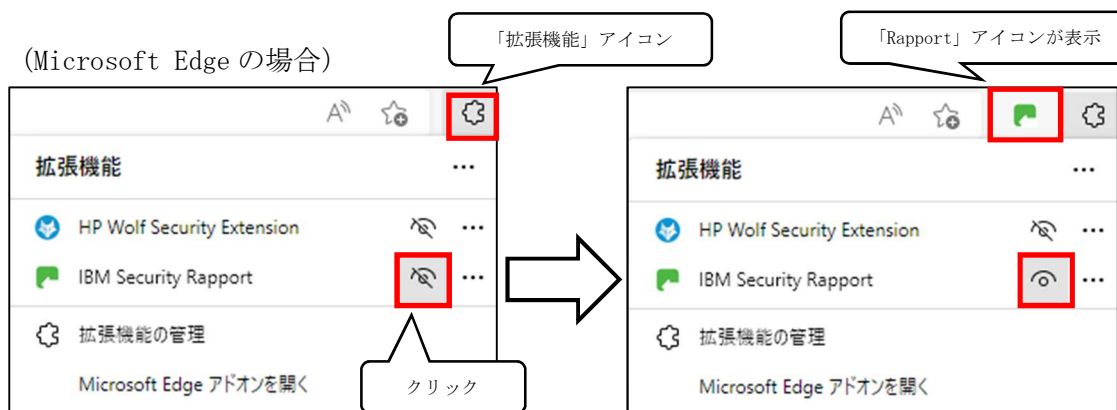 (Microsoft Edge の場合)
「拡張機能」アイコン
拡張機能
HP Wolf Security Extension
IBM Security Rapport
拡張機能の管理
Microsoft Edge アドオンを開く
クリック
「Rapport」アイコンが表示
拡張機能
HP Wolf Security Extension
IBM Security Rapport
拡張機能の管理
Microsoft Edge アドオンを開く